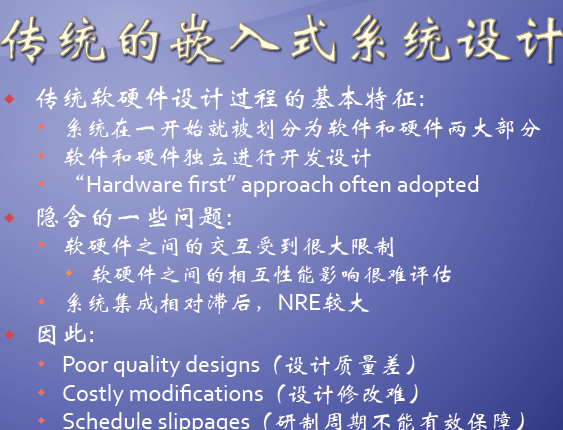 传统的嵌入式系统设计
传统软硬件设计过程的基本特征:
系统在一开始就被划分为软件和硬件两大部分
软件和硬件独立进行开发设计
“Hardware first” approach often adopted
隐含的一些问题:
软硬件之间的交互受到很大限制
软硬件之间的相互性能影响很难评估
系统集成相对滞后，NRE较大
因此:
Poor quality designs（设计质量差）
Costly modifications（设计修改难）
Schedule slippages（研制周期不能有效保障）